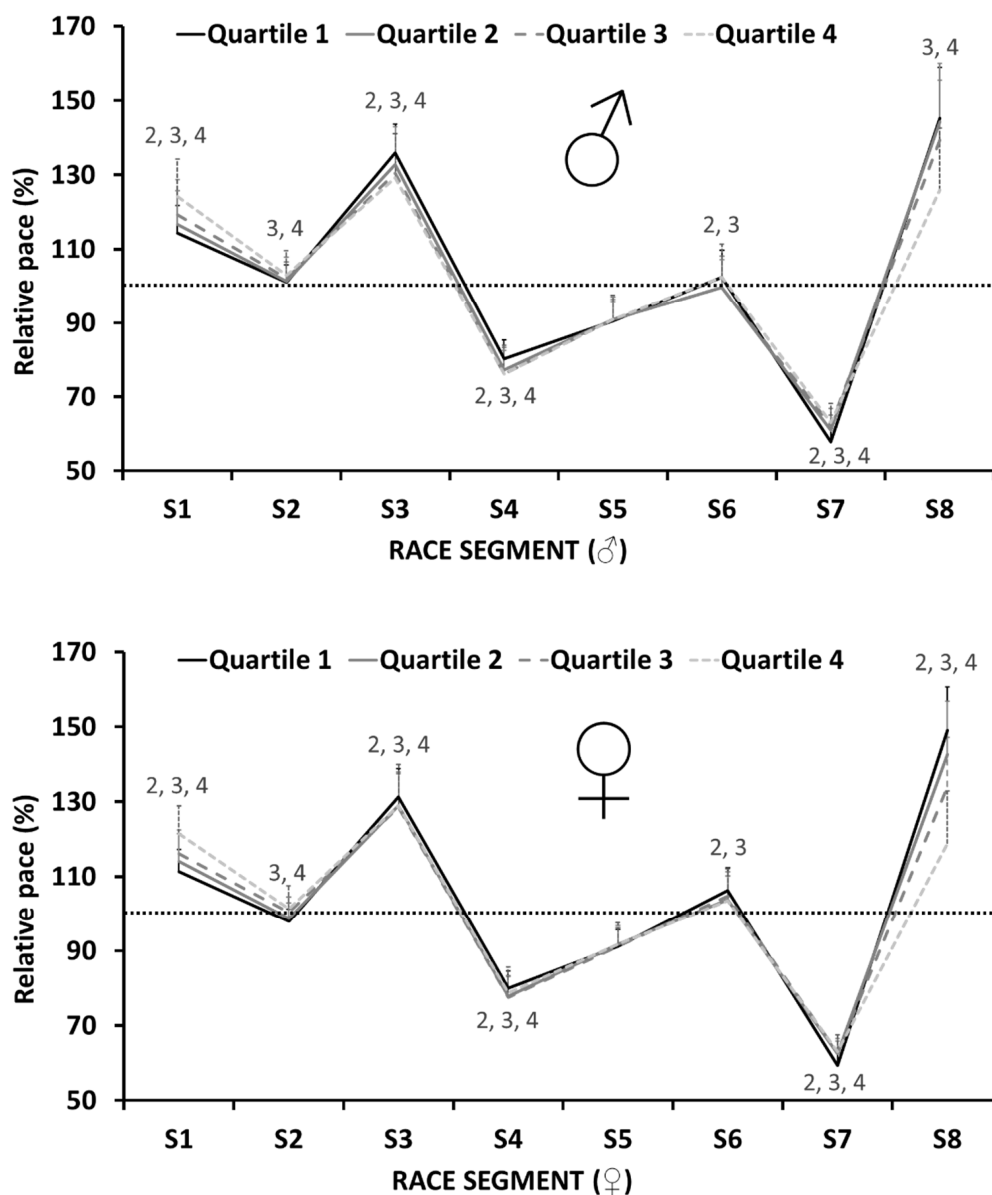 170
Quartile 1 Quartile 2 Quartile 3 Quartile 4
3, 4
150
2, 3, 4
2, 3, 4
130
3, 4
2, 3
110
90
2, 3, 4
70
2, 3, 4
50
Relative pace (%)
S1 S2 S3 S4 S5 S6 S7 S8
RACE SEGMENT (♂)
170
Quartile 1 Quartile 2 Quartile 3 Quartile 4
2, 3, 4
150
2, 3, 4
2, 3, 4
130
3, 4
2, 3
110
90
2, 3, 4
70
2, 3, 4
50
Relative pace (%)
S1 S2 S3 S4 S5 S6 S7 S8
RACE SEGMENT (♀)